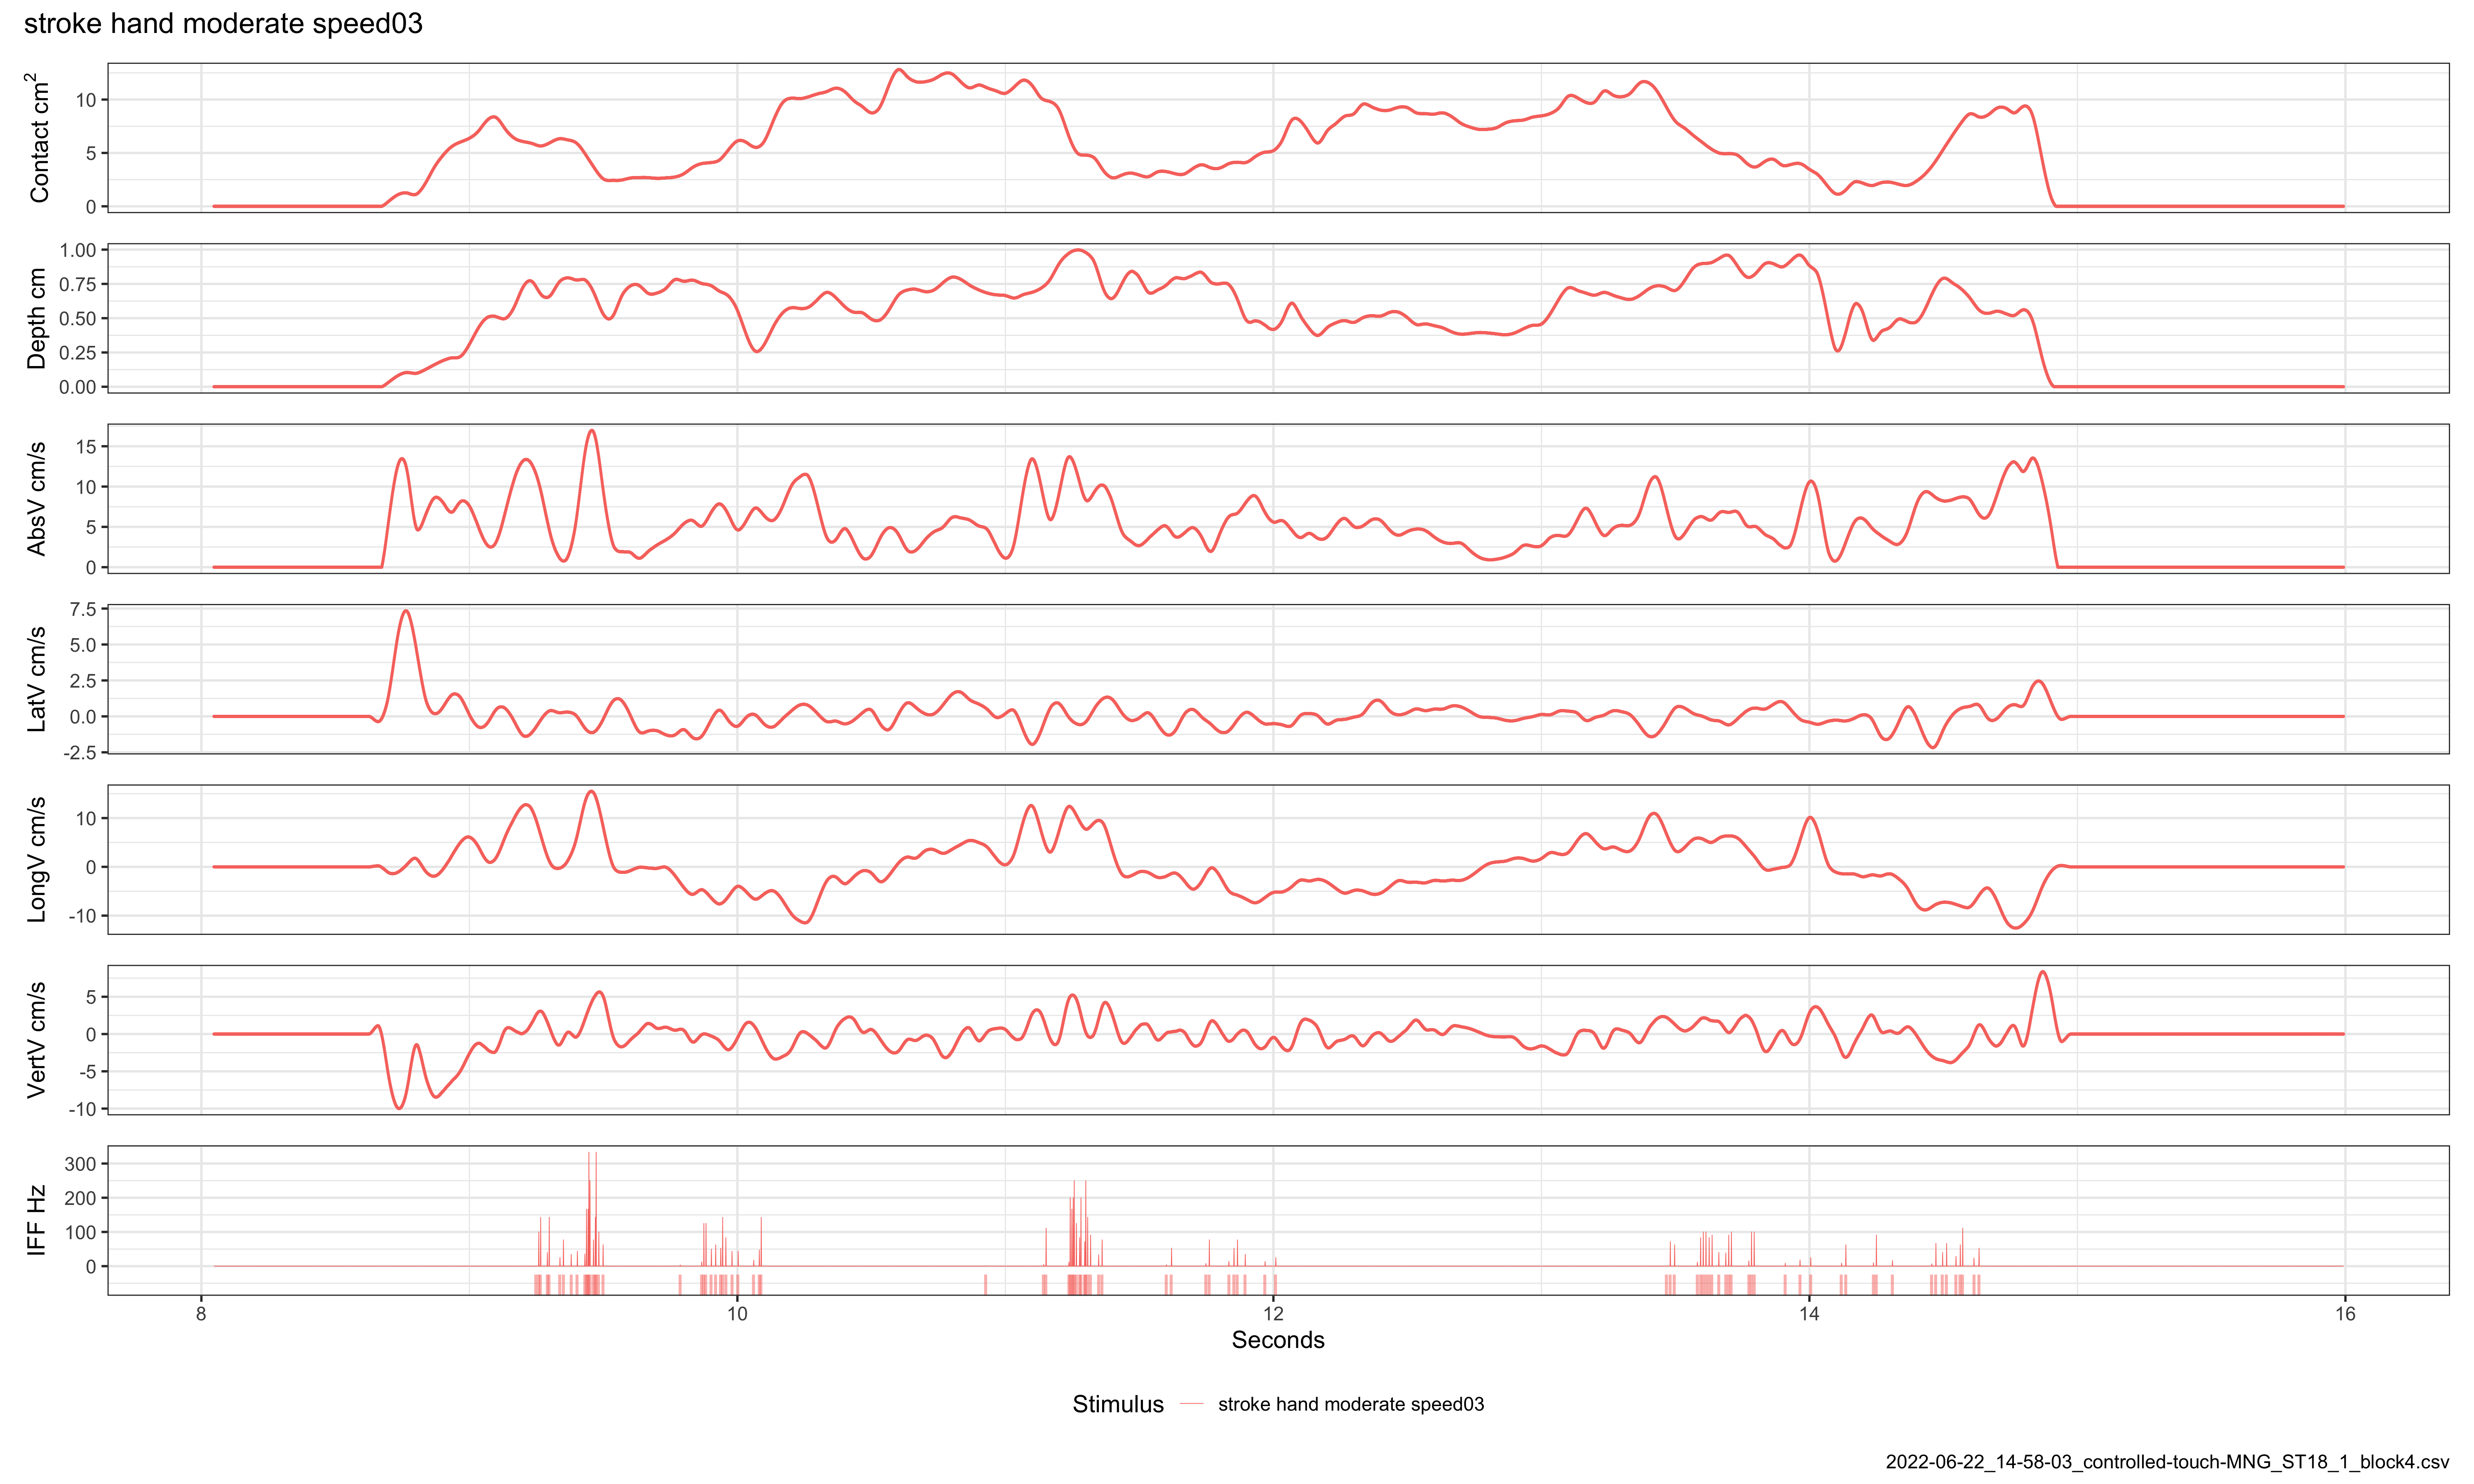 stroke hand moderate speed03
Contact cm²
10
5
0
Depth cm
1.00
0.75
0.50
0.25
0.00
AbsV cm/s
15
10
5
0
LatV cm/s
7.5
5.0
2.5
0.0
-2.5
LongV cm/s
10
0
-10
VertV cm/s
5
0
-5
-10
IFF Hz
300
200
100
0
8 10 12 14 16
Seconds
Stimulus stroke hand moderate speed03
2022-06-22_14-58-03_controlled-touch-MNG_ST18_1_block4.csv